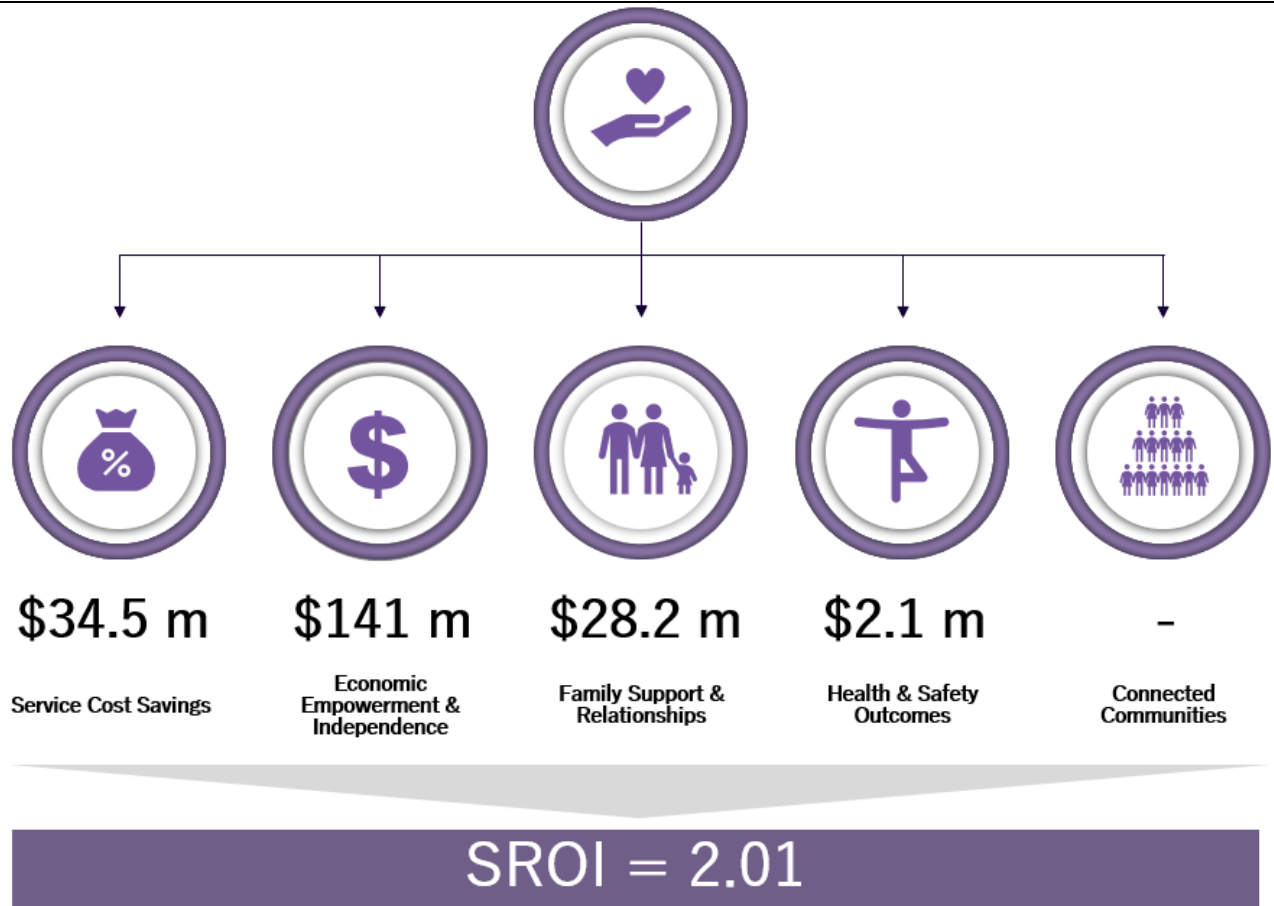 %
$
$34.5 m
$141 m
$28.2 m
$2.1 m
-
Service Cost Savings
Economic
Empowerment &
Independence
Family Support &
Relationships
Health & Safety
Outcomes
Connected
Communities
SROI = 2.01